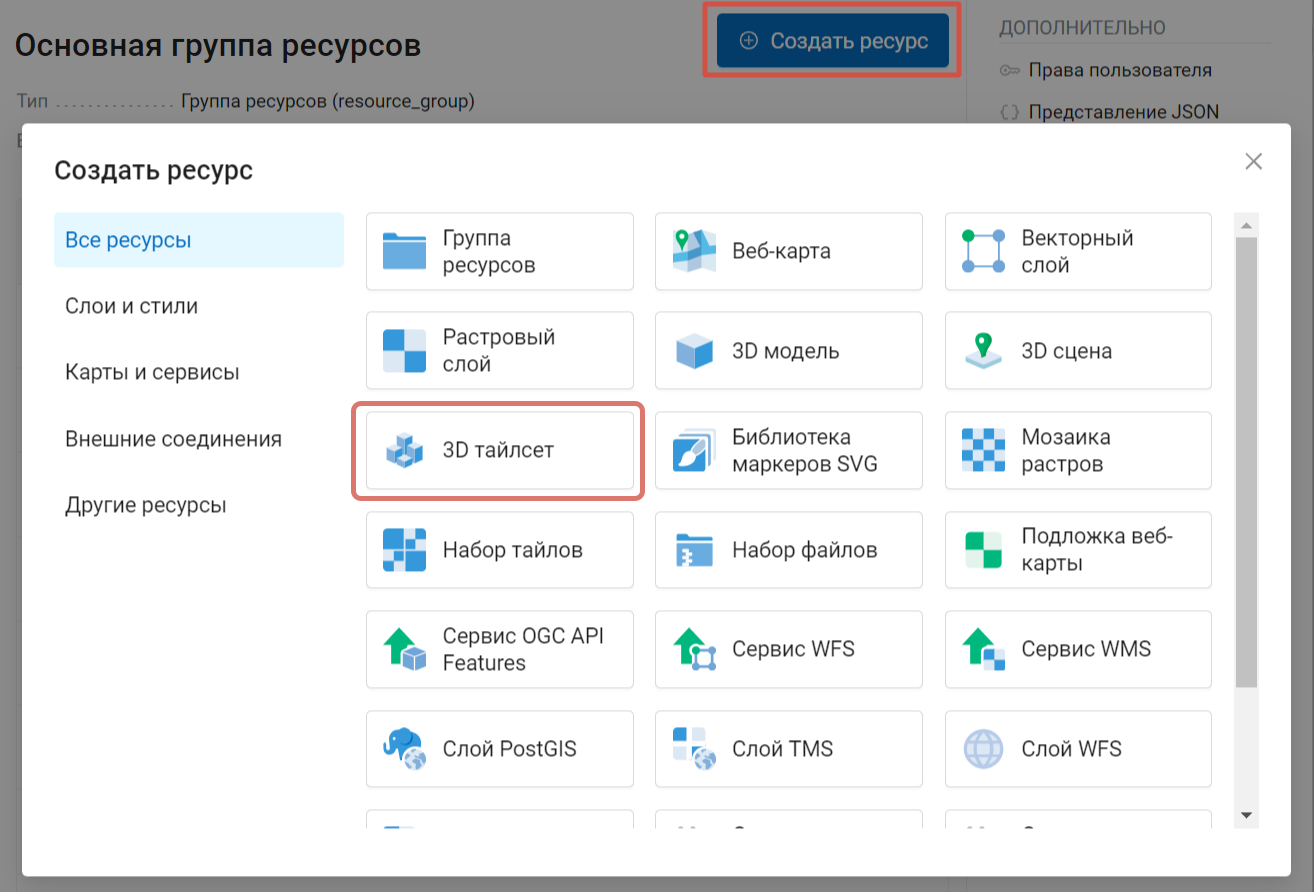 Основная группа ресурсов
Создать ресурс
ДОПОЛНИТЕЛЬНО
Права пользователя
Тип ............... Группа ресурсов (resource_group)
Представление JSON
Создать ресурс
Все ресурсы
Слои и стили
Карты и сервисы
Внешние соединения
Другие ресурсы
Группа
ресурсов
Веб-карта
Векторный
слой
Растровый
слой
3D модель
3D сцена
3D тайлсет
Библиотека
маркеров SVG
Мозаика
растров
Набор тайлов
Набор файлов
Подложка веб-
карты
Сервис OGC API
Features
Сервис WFS
Сервис WMS
Слой PostGIS
Слой TMS
Слой WFS